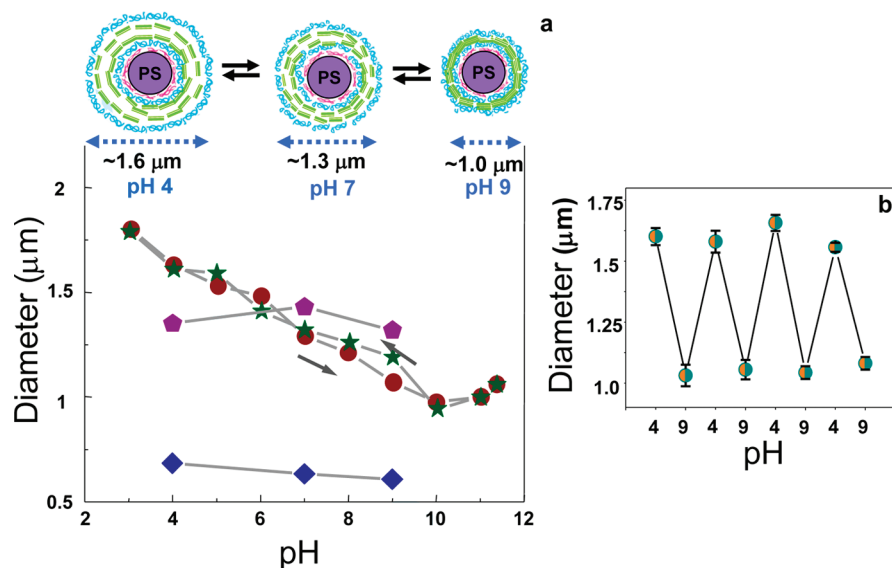 a
PS
PS
PS
~1.6 μm
~1.3 μm
~1.0 μm
pH 4
pH 7
pH 9
Diameter (μm)
2
1.5
1
0.5
2
4
6
8
10
12
pH
b
Diameter (μm)
1.75
1.5
1.25
1.0
4 9 4 9 4 9 4 9
pH